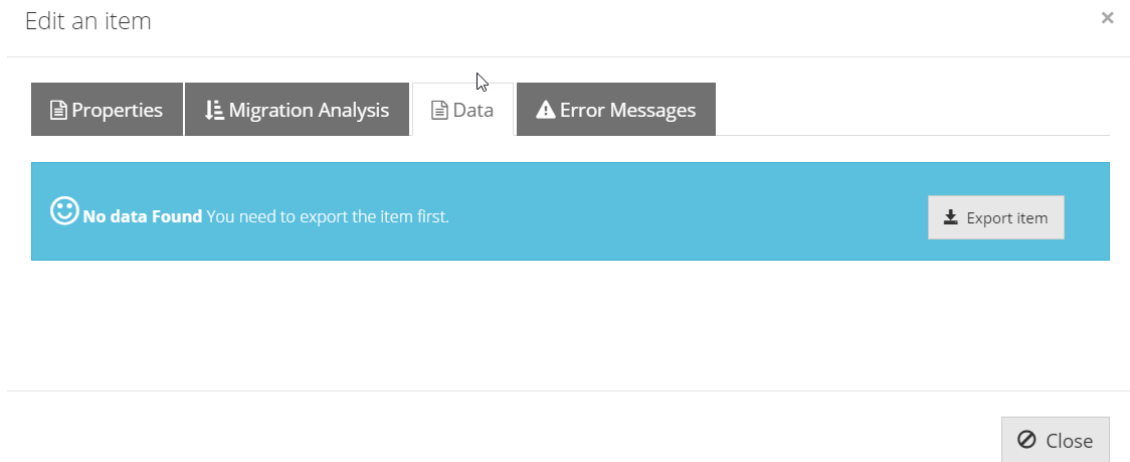 Edit an item
×
Properties Migration Analysis Data Error Messages
No data Found You need to export the item first. Export item
Close